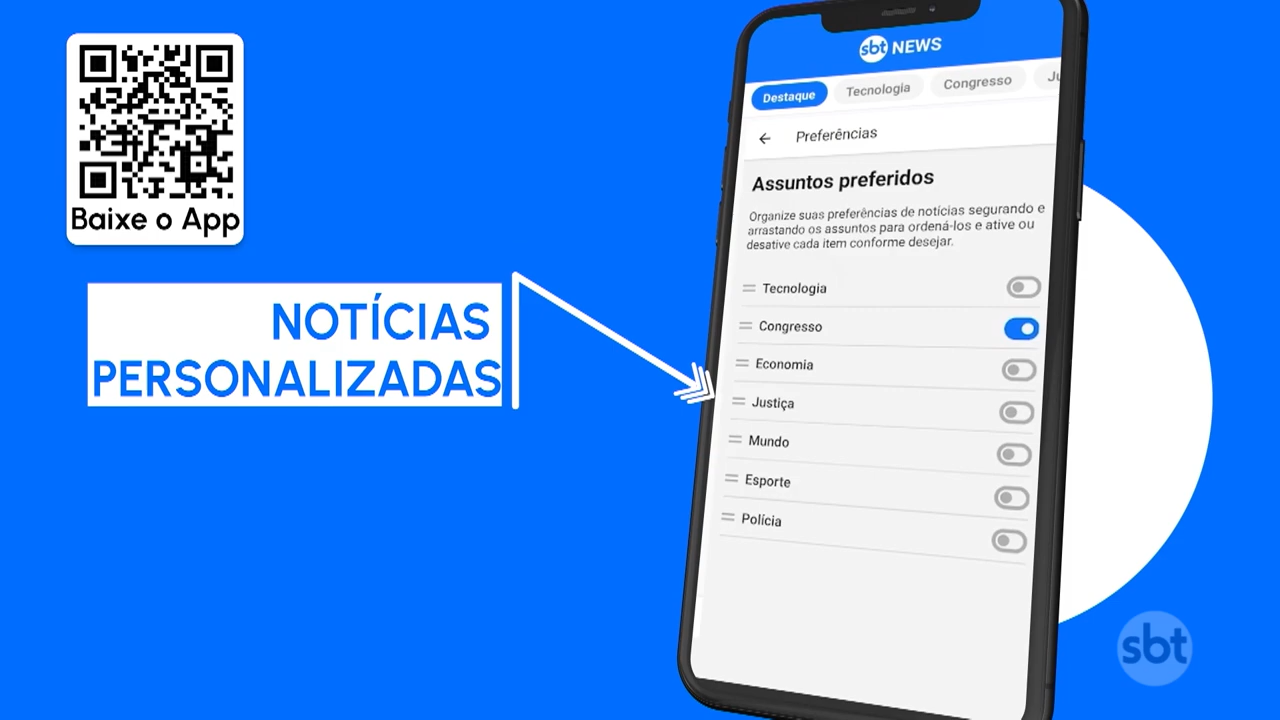 Baixe o App
NOTÍCIAS
PERSONALIZADAS
sbt NEWS
Destaque
Tecnologia
Congresso
Preferências
Assuntos preferidos
Organize suas preferências de notícias segurando e
arrastando os assuntos para ordená-los e ative ou
desative cada item conforme desejar.
Tecnologia
Congresso
Economia
Justiça
Mundo
Esporte
Polícia
sbt